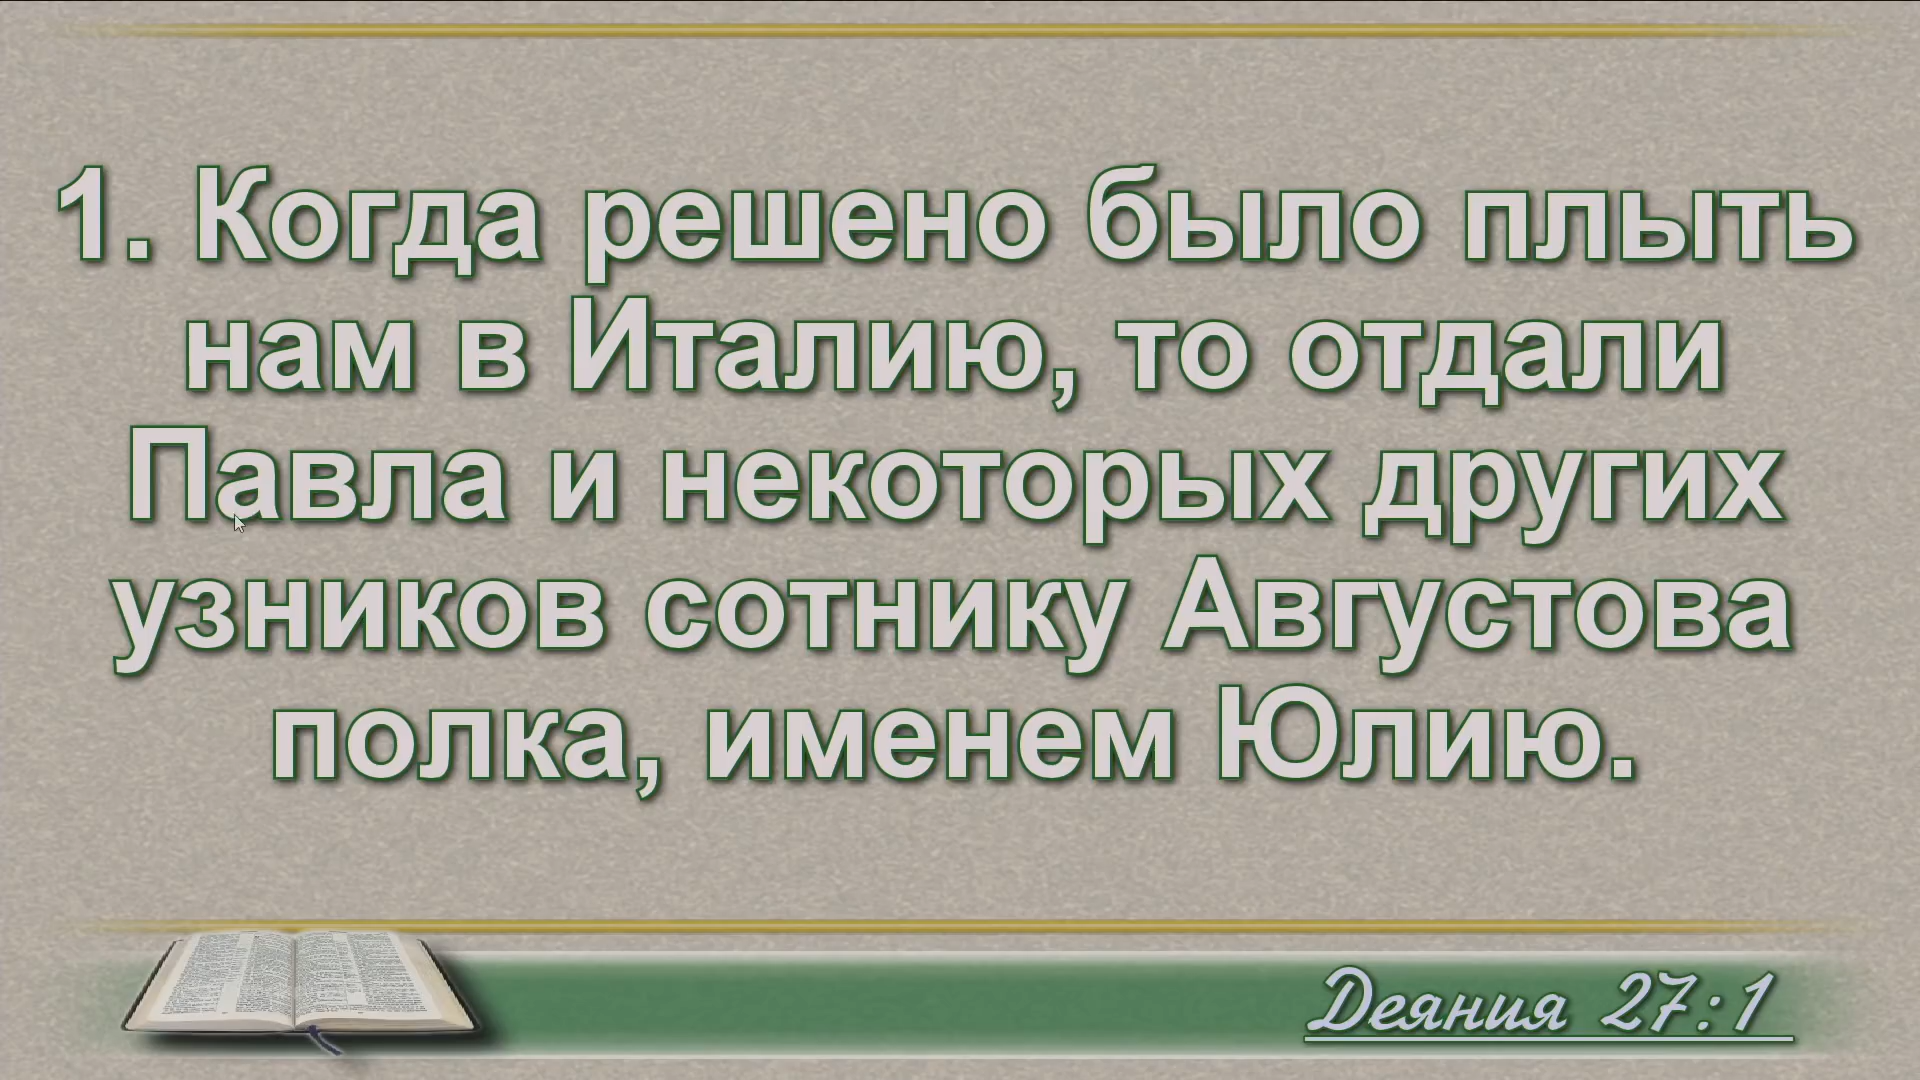 1. Когда решено было плыть
нам в Италию, то отдали
Павла и некоторых других
узников сотнику Августова
полка, именем Юлию.
Деяния 27:1